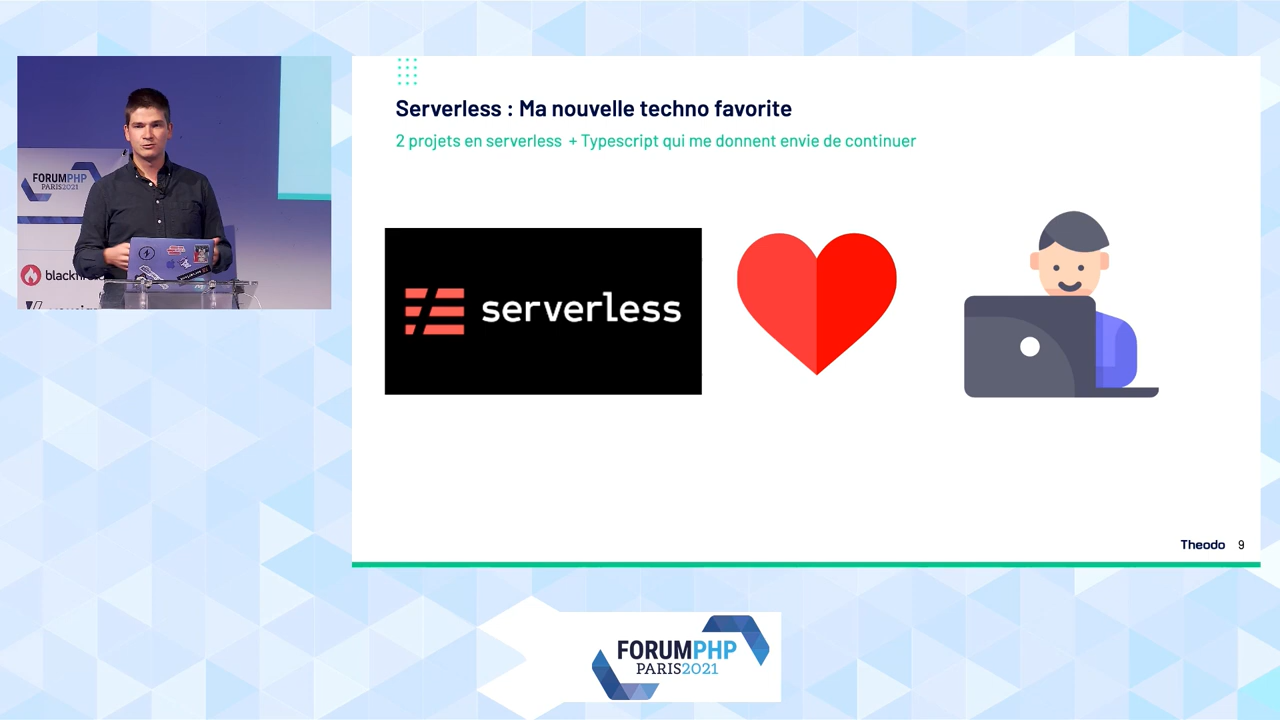 Serverless : Ma nouvelle techno favorite
2 projets en serverless + Typescript qui me donnent envie de continuer
FORUMPHP
PARIS2021
serverless
Theodo 9
FORUMPHP
PARIS2021